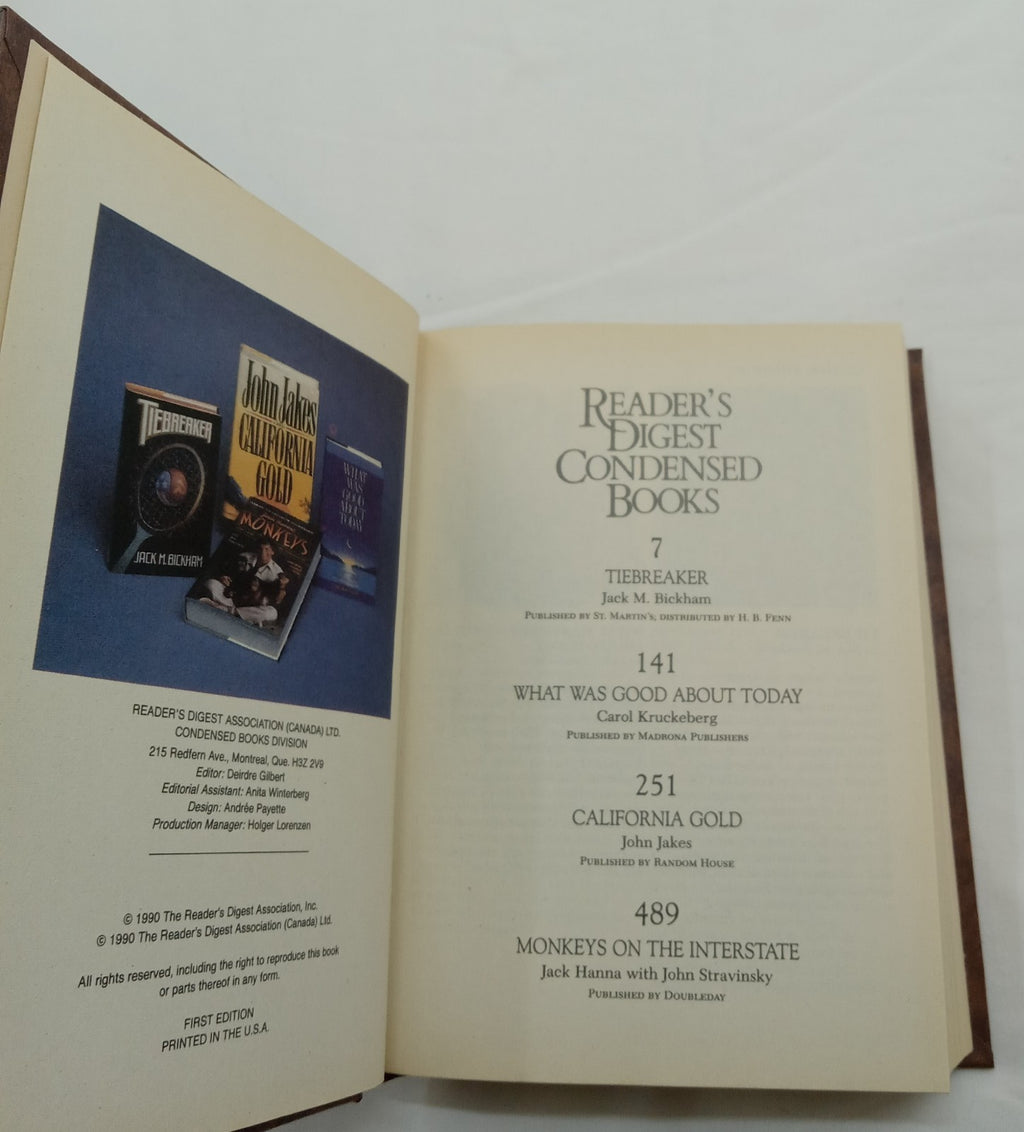 TIEBREAKER
JACK M. BICKHAM
John Jakes
CALIFORNIA
GOLD
MONKEYS
WHAT
WAS
GOOD
ABOUT
TODAY
READER'S DIGEST ASSOCIATION (CANADA) LTD.
CONDENSED BOOKS DIVISION
215 Redfern Ave., Montreal, Que. H3Z 2V9
Editor: Deirdre Gilbert
Editorial Assistant: Anita Winterberg
Design: Andrée Payette
Production Manager: Holger Lorenzen
© 1990 The Reader's Digest Association, Inc.
© 1990 The Reader's Digest Association (Canada) Ltd.
All rights reserved, including the right to reproduce this book
or parts thereof in any form.
FIRST EDITION
PRINTED IN THE U.S.A.
READER'S
DIGEST
CONDENSED
BOOKS
7
TIEBREAKER
Jack M. Bickham
PUBLISHED BY ST. MARTIN'S; DISTRIBUTED BY H. B. FENN
141
WHAT WAS GOOD ABOUT TODAY
Carol Kruckeberg
PUBLISHED BY MADRONA PUBLISHERS
251
CALIFORNIA GOLD
John Jakes
PUBLISHED BY RANDOM HOUSE
489
MONKEYS ON THE INTERSTATE
Jack Hanna with John Stravinsky
PUBLISHED BY DOUBLEDAY